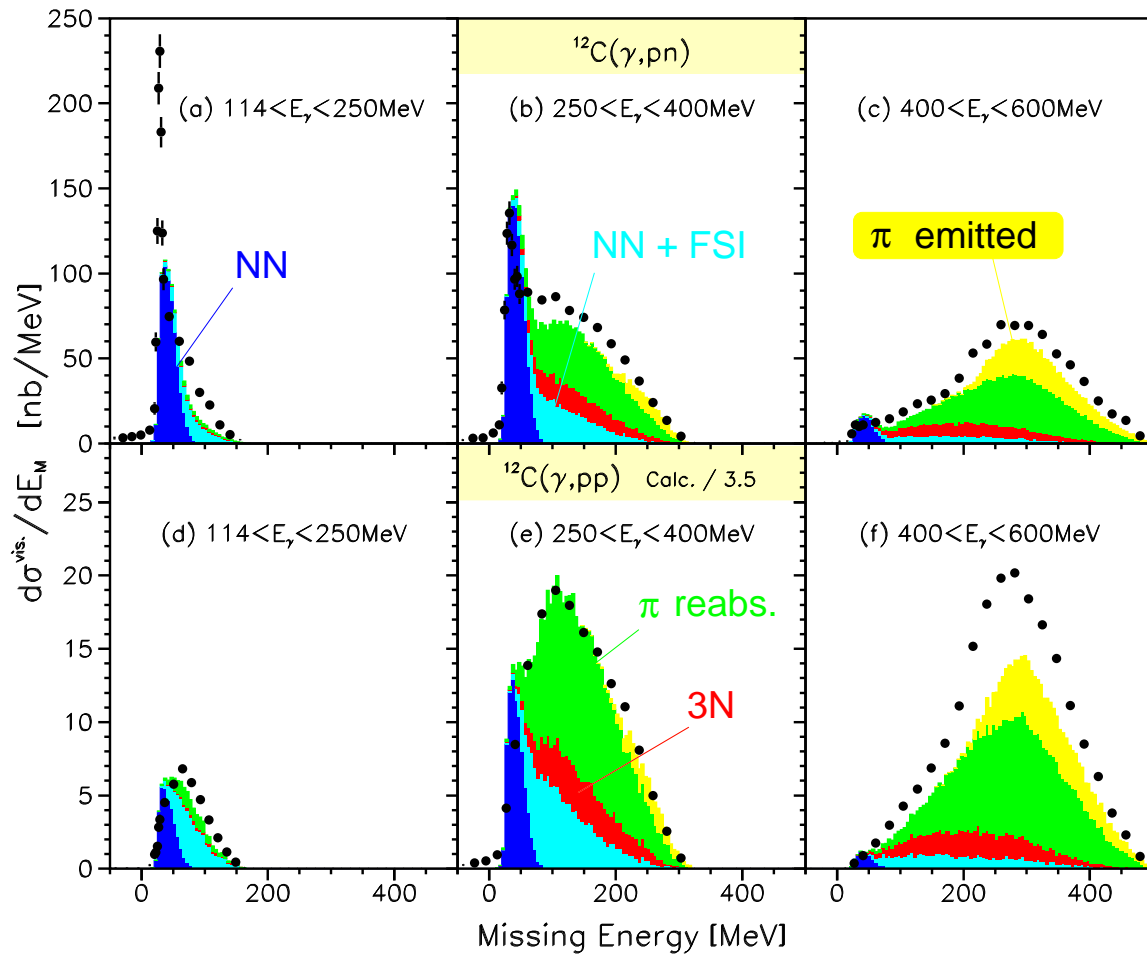 ¹²C(γ,pn)
(a) 114<Eγ<250MeV
(b) 250<Eγ<400MeV
(c) 400<Eγ<600MeV
NN
NN + FSI
π emitted
250
200
150
100
50
0
[nb/MeV]
¹²C(γ,pp) Calc. / 3.5
(d) 114<Eγ<250MeV
(e) 250<Eγ<400MeV
(f) 400<Eγ<600MeV
π reabs.
3N
25
20
15
10
5
0
dσ^vis./dE_M
0 200 400
0 200 400
0 200 400
Missing Energy [MeV]